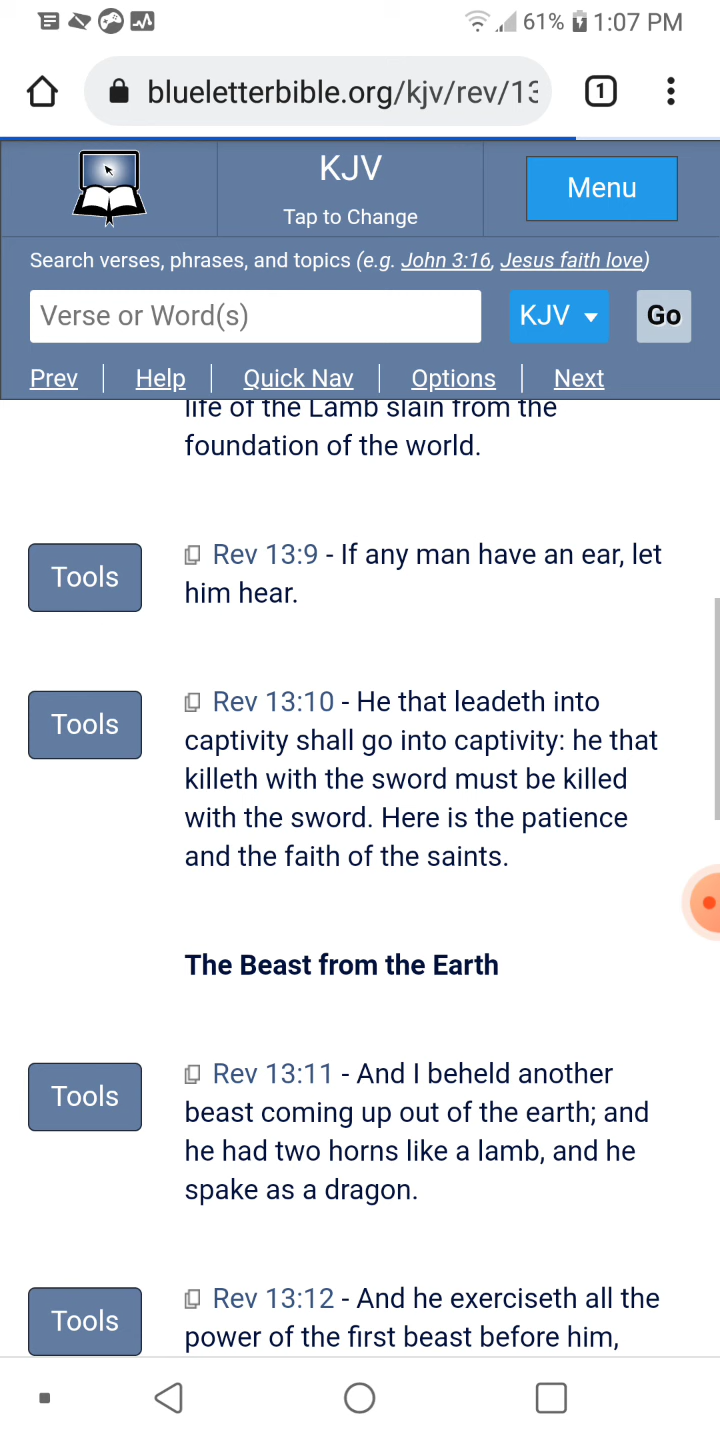 61% 1:07 PM
blueletterbible.org/kjv/rev/13
1
KJV
Tap to Change
Menu
Search verses, phrases, and topics (e.g. John 3:16, Jesus faith love)
Verse or Word(s)
KJV
Go
Prev | Help | Quick Nav | Options | Next
life of the Lamb slain from the
foundation of the world.
Tools
Rev 13:9 - If any man have an ear, let
him hear.
Tools
Rev 13:10 - He that leadeth into
captivity shall go into captivity: he that
killeth with the sword must be killed
with the sword. Here is the patience
and the faith of the saints.
The Beast from the Earth
Tools
Rev 13:11 - And I beheld another
beast coming up out of the earth; and
he had two horns like a lamb, and he
spake as a dragon.
Tools
Rev 13:12 - And he exerciseth all the
power of the first beast before him,